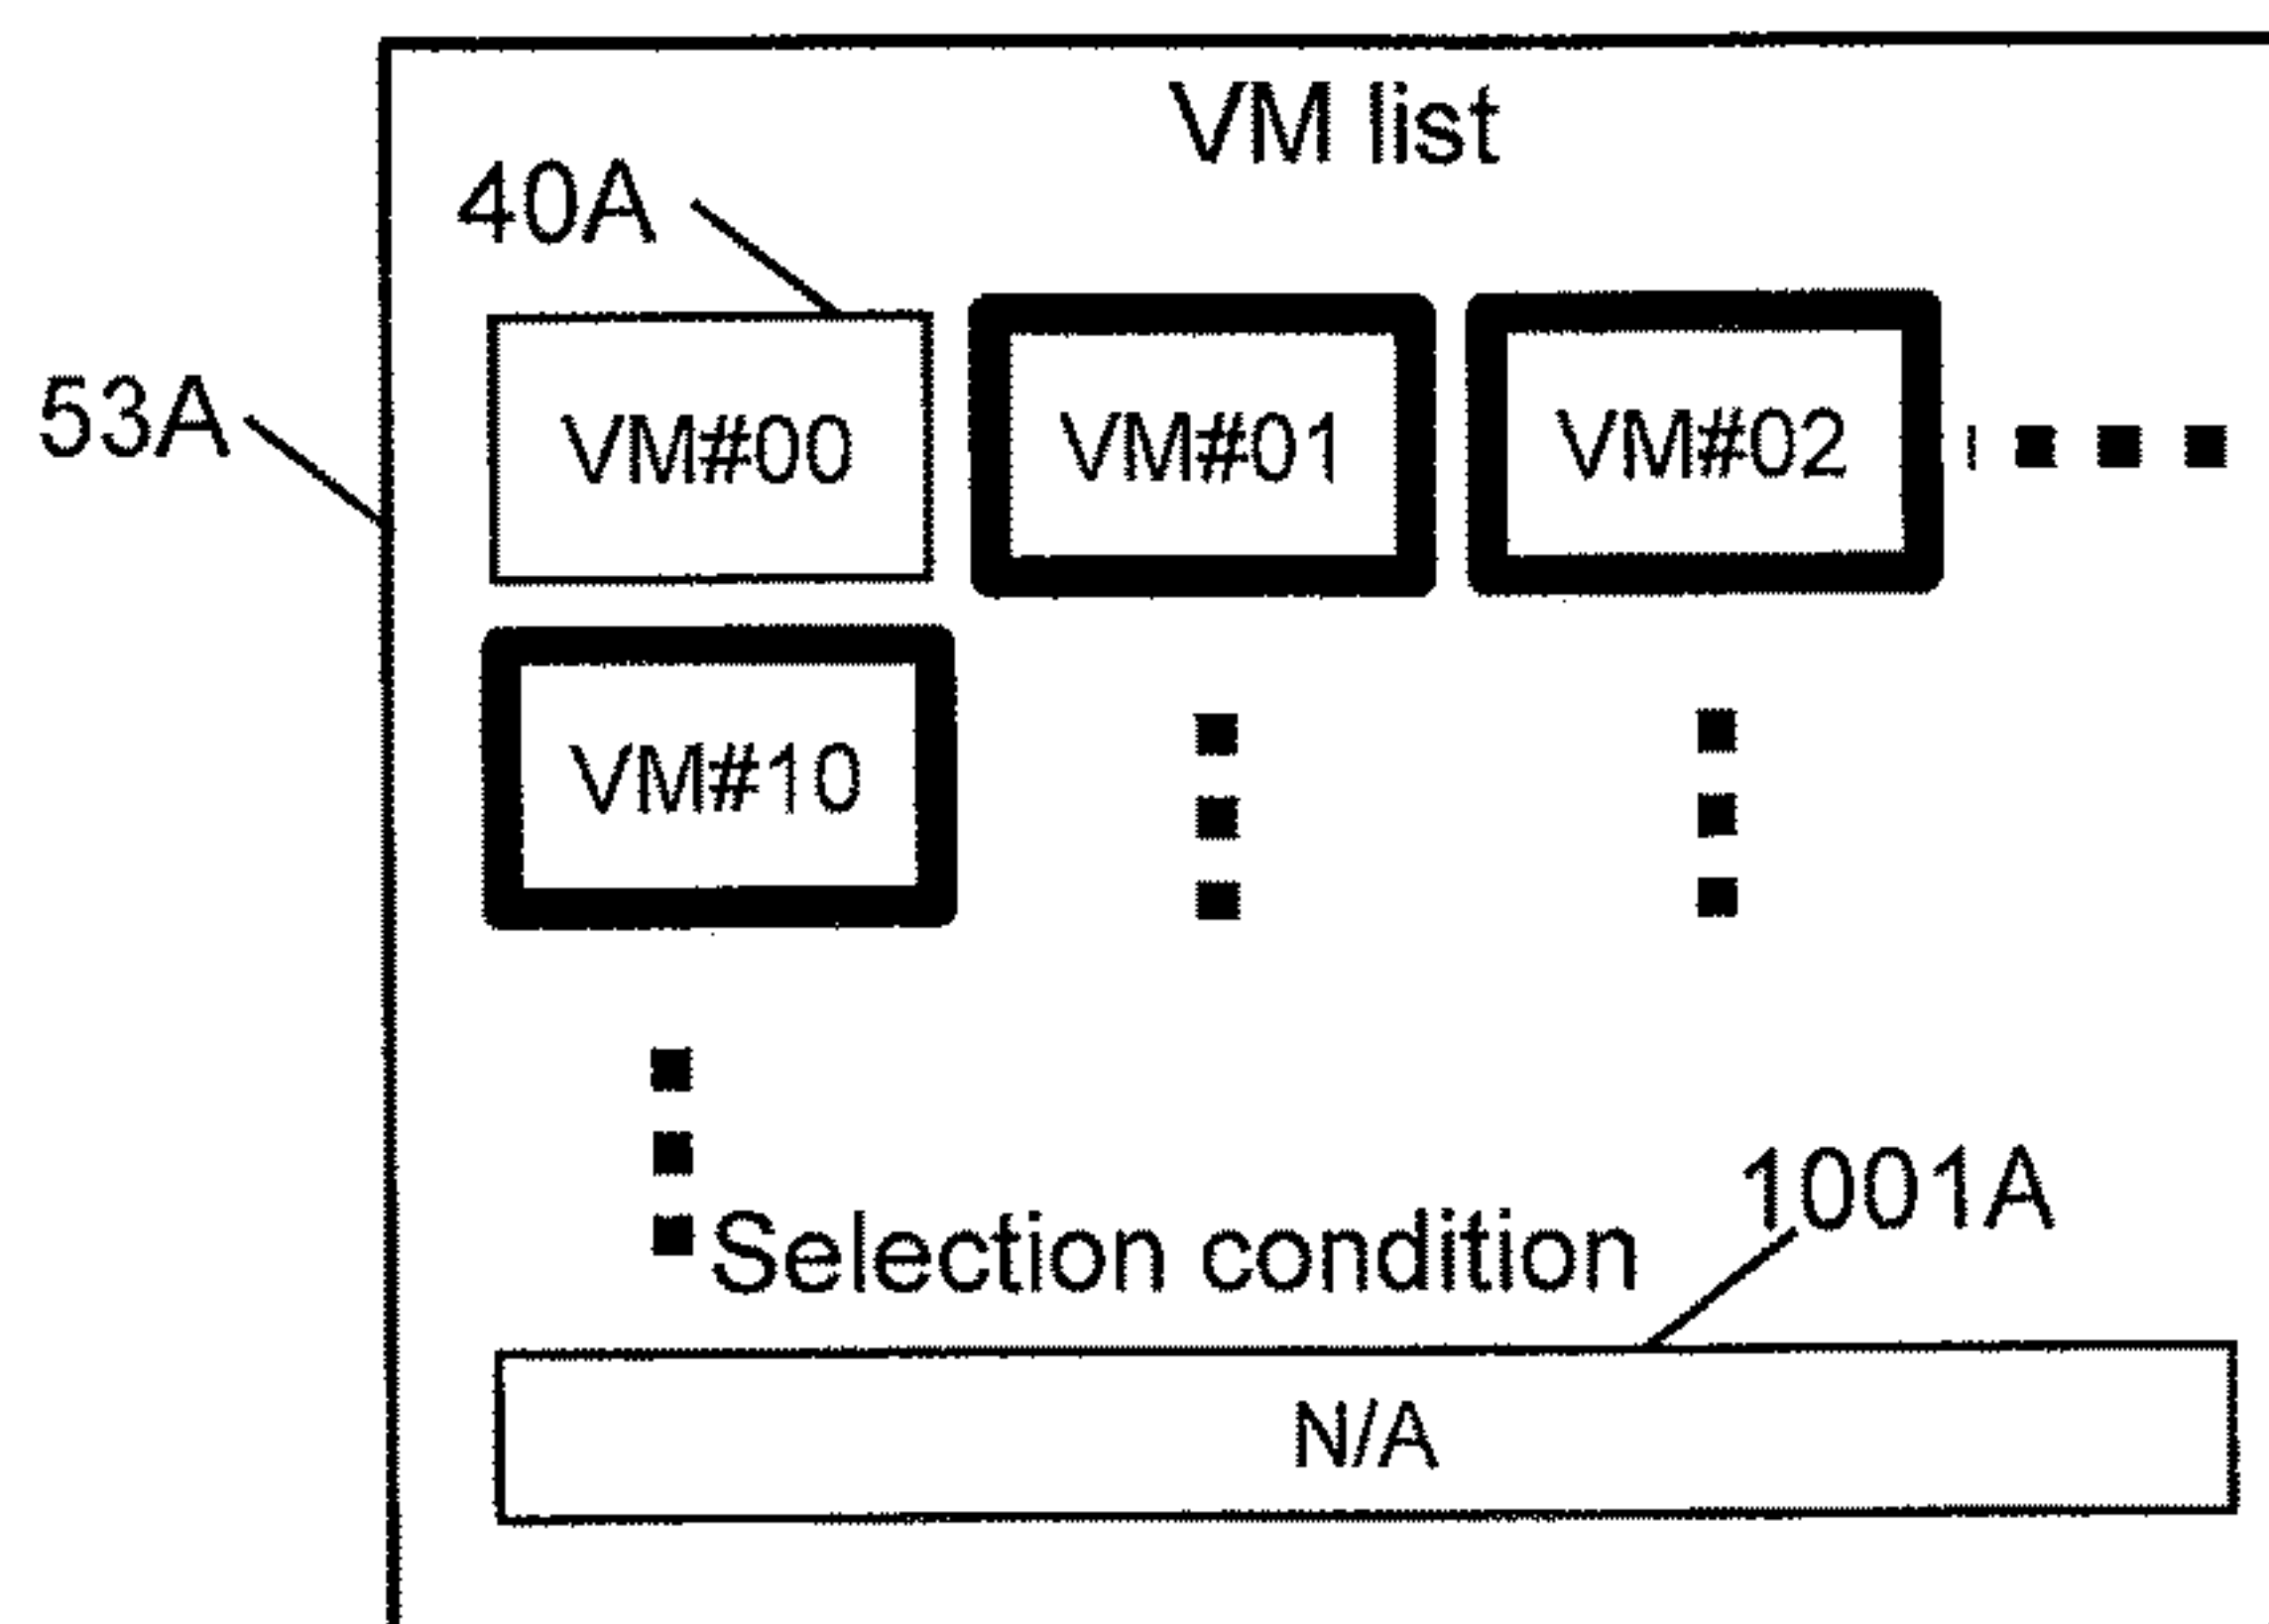 VM list
40A
53A
VM#00 VM#01 VM#02
VM#10
1001A
Selection condition
N/A